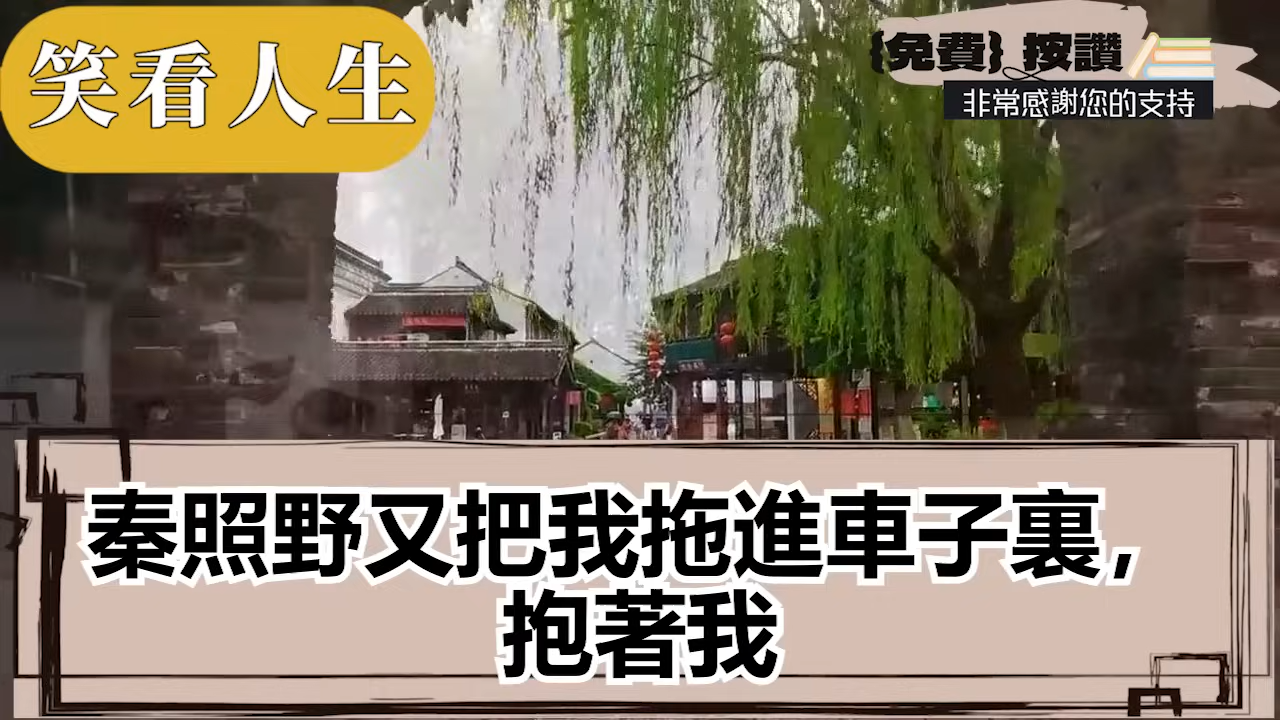 笑看人生
{免費} 按讚
非常感謝您的支持
秦照野又把我拖進車子裏，
抱著我